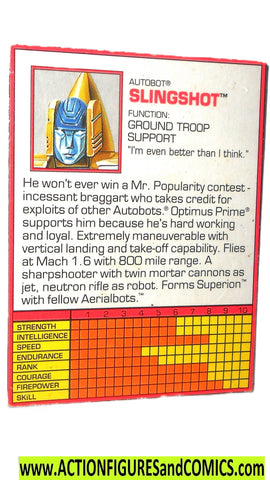 AUTOBOT®
SLINGSHOT™
FUNCTION:
GROUND TROOP
SUPPORT
"I'm even better than I think."
He won't ever win a Mr. Popularity contest -
incessant braggart who takes credit for
exploits of other Autobots.® Optimus Prime®
supports him because he's hard working
and loyal. Extremely maneuverable with
vertical landing and take-off capability. Flies
at Mach 1.6 with 800 mile range. A
sharpshooter with twin mortar cannons as
jet, neutron rifle as robot. Forms Superion™
with fellow Aerialbots.™
1 2 3 4 5 6 7 8 9 10
STRENGTH
INTELLIGENCE
SPEED
ENDURANCE
RANK
COURAGE
FIREPOWER
SKILL
www.ACTIONFIGURESandCOMICS.com